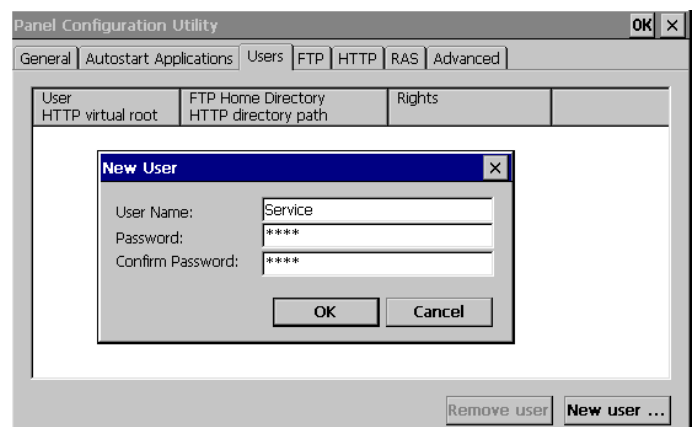 Panel Configuration Utility OK ×
General Autostart Applications Users FTP HTTP RAS Advanced
User FTP Home Directory Rights
HTTP virtual root HTTP directory path
New User ×
User Name: Service
Password: ****
Confirm Password: ****
OK Cancel
Remove user New user ...